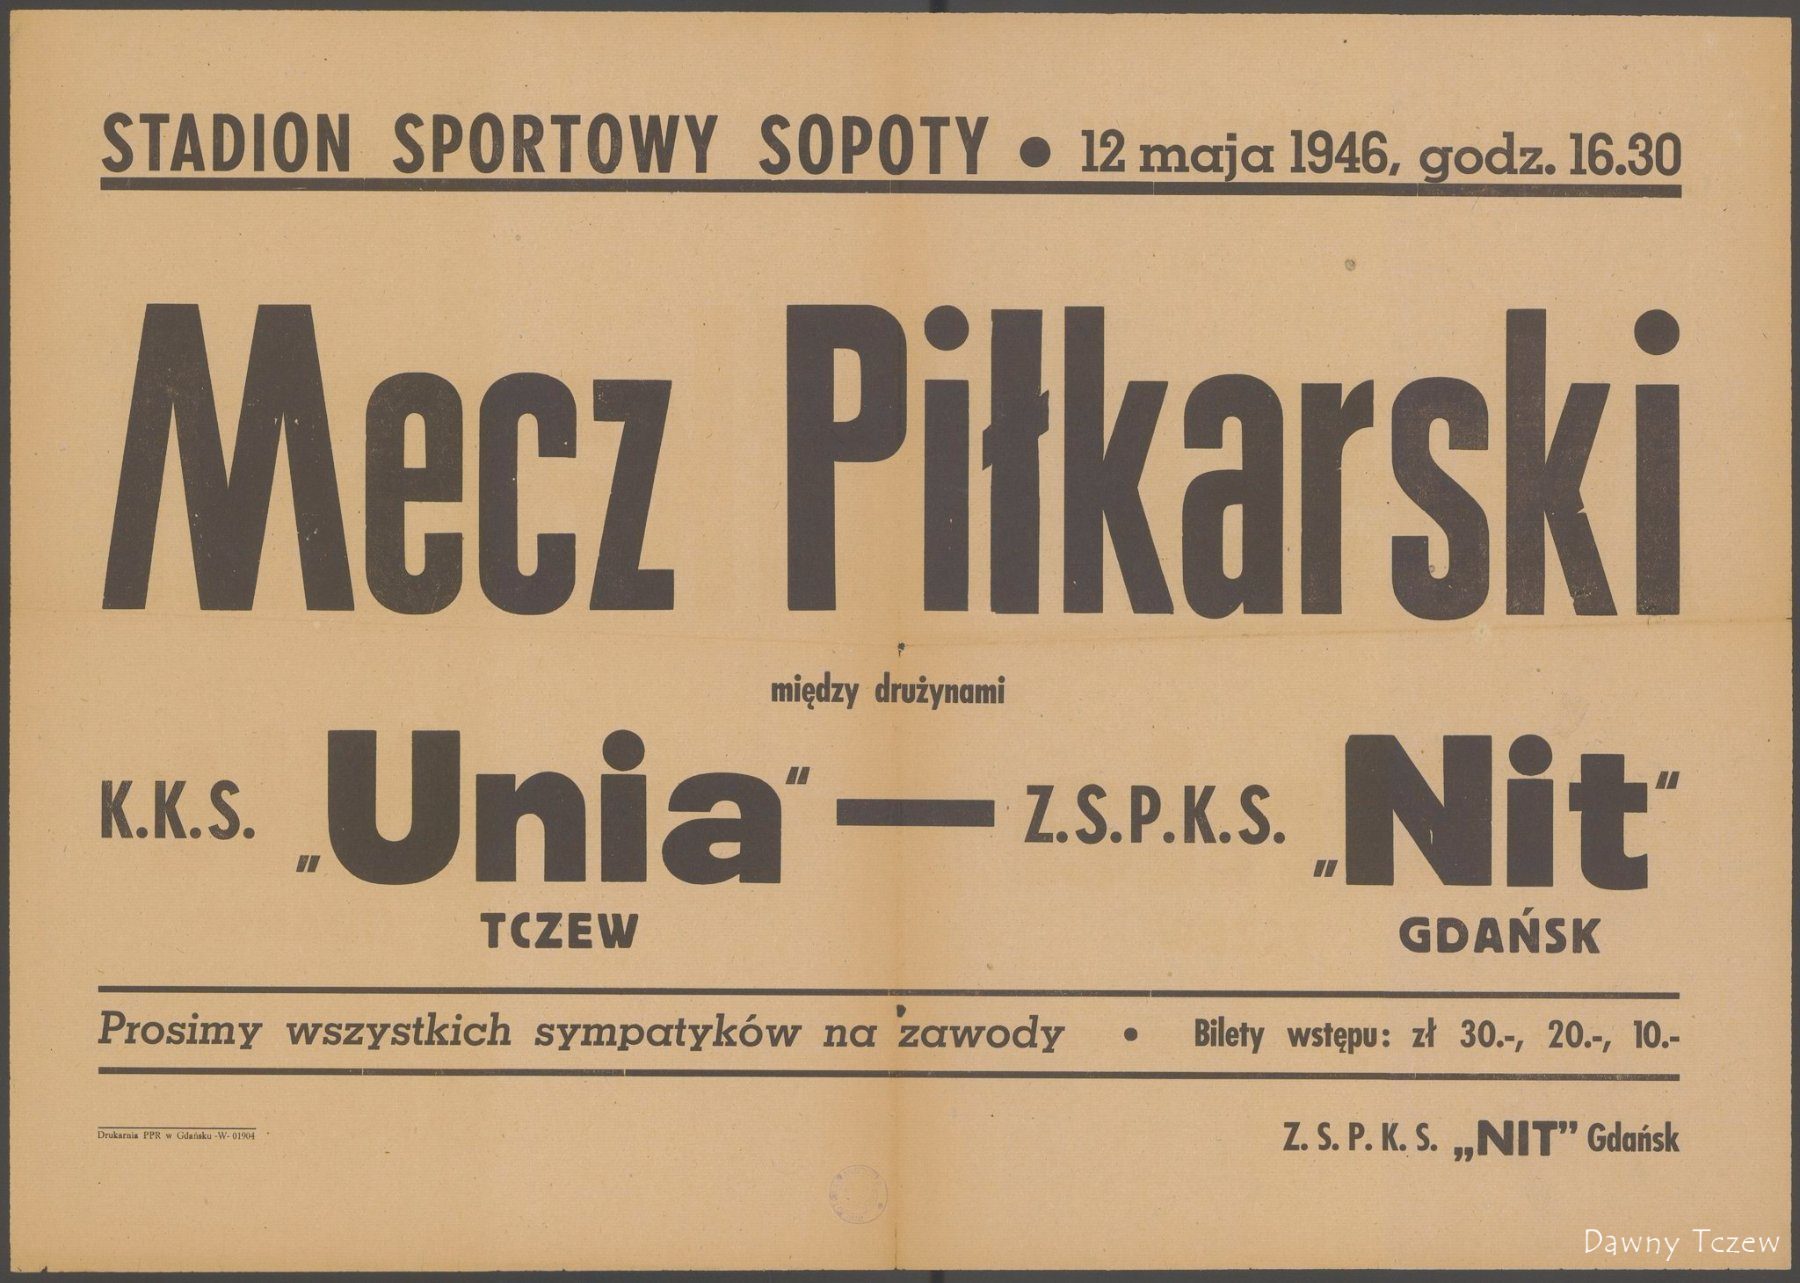 STADION SPORTOWY SOPOTY • 12 maja 1946, godz. 16.30
Mecz Piłkarski
między drużynami
K.K.S. „Unia" — Z.S.P.K.S. „Nit"
TCZEW GDAŃSK
Prosimy wszystkich sympatyków na zawody • Bilety wstępu: zł 30.-, 20.-, 10.-
Drukarnia PPR w Gdańsku -W- 01904
Z. S. P. K. S. „NIT” Gdańsk
Dawny Tczew